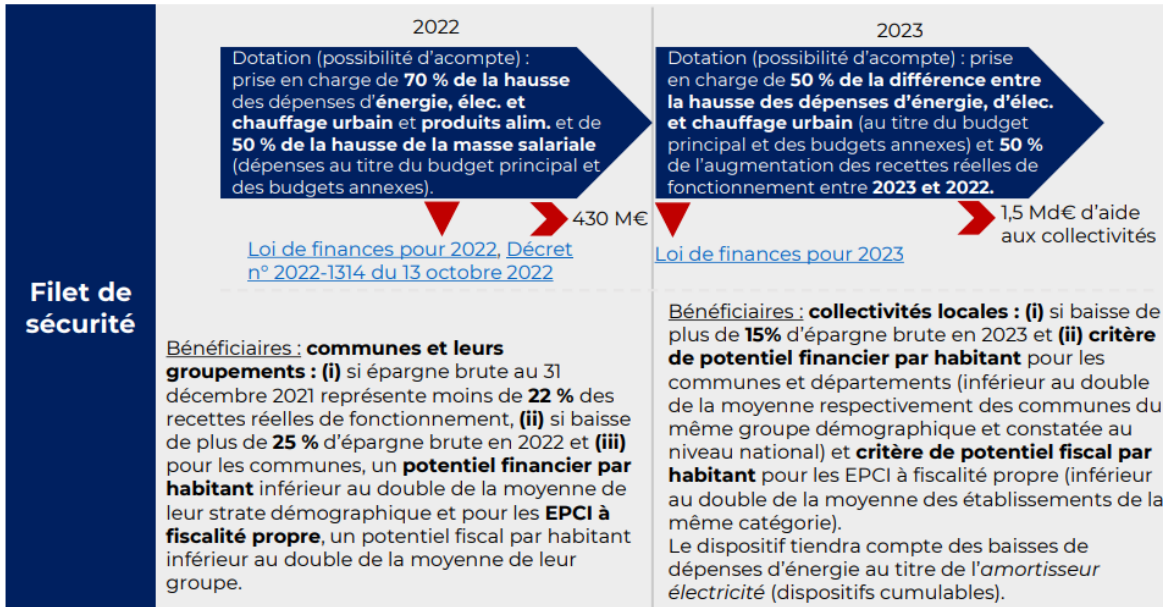 Filet de
sécurité
2022
Dotation (possibilité d’acompte) :
prise en charge de 70 % de la hausse
des dépenses d’énergie, élec. et
chauffage urbain et produits alim. et de
50 % de la hausse de la masse salariale
(dépenses au titre du budget principal et
des budgets annexes).
430 M€
Loi de finances pour 2022, Décret
n° 2022-1314 du 13 octobre 2022
Bénéficiaires : communes et leurs
groupements : (i) si épargne brute au 31
décembre 2021 représente moins de 22 % des
recettes réelles de fonctionnement, (ii) si baisse
de plus de 25 % d’épargne brute en 2022 et (iii)
pour les communes, un potentiel financier par
habitant inférieur au double de la moyenne de
leur strate démographique et pour les EPCI à
fiscalité propre, un potentiel fiscal par habitant
inférieur au double de la moyenne de leur
groupe.
2023
Dotation (possibilité d’acompte) : prise
en charge de 50 % de la différence entre
la hausse des dépenses d’énergie, d’élec.
et chauffage urbain (au titre du budget
principal et des budgets annexes) et 50 %
de l’augmentation des recettes réelles de
fonctionnement entre 2023 et 2022.
1,5 Md€ d’aide
aux collectivités
Loi de finances pour 2023
Bénéficiaires : collectivités locales : (i) si baisse de
plus de 15% d’épargne brute en 2023 et (ii) critère
de potentiel financier par habitant pour les
communes et départements (inférieur au double
de la moyenne respectivement des communes du
même groupe démographique et constatée au
niveau national) et critère de potentiel fiscal par
habitant pour les EPCI à fiscalité propre (inférieur
au double de la moyenne des établissements de la
même catégorie).
Le dispositif tiendra compte des baisses de
dépenses d’énergie au titre de l’amortisseur
électricité (dispositifs cumulables).